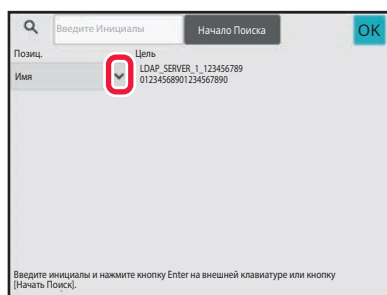 Введите Инициалы
Начало Поиска
OK
Позиц.
Цель
Имя
LDAP_SERVER_1_123456789
01234568901234567890
Введите инициалы и нажмите кнопку Enter на внешней клавиатуре или кнопку
[Начать Поиск].